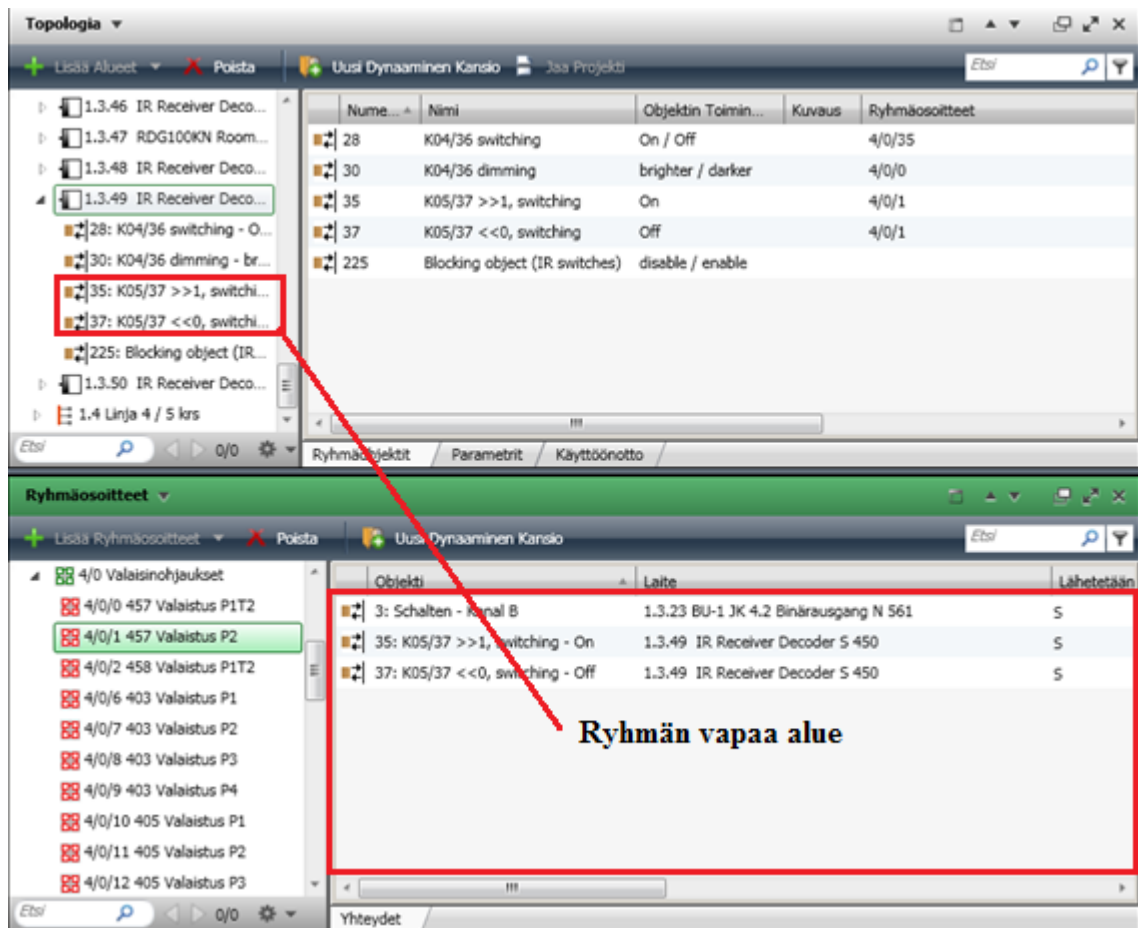 Topologia
Lisää Alueet Poista Uusi Dynaaminen Kansio Jaa Projekti Etsi
1.3.46 IR Receiver Deco...
1.3.47 RDG100KN Room...
1.3.48 IR Receiver Deco...
1.3.49 IR Receiver Deco...
28: K04/36 switching - O...
30: K04/36 dimming - br...
35: K05/37 >>1, switchi...
37: K05/37 <<0, switchi...
225: Blocking object (IR...
1.3.50 IR Receiver Deco...
1.4 Linja 4 / 5 krs
Etsi 0/0
Nume... Nimi Objektin Toimin... Kuvaus Ryhmäosoitteet
28 K04/36 switching On / Off 4/0/35
30 K04/36 dimming brighter / darker 4/0/0
35 K05/37 >>1, switching On 4/0/1
37 K05/37 <<0, switching Off 4/0/1
225 Blocking object (IR switches) disable / enable
Ryhmäobjektit Parametrit Käyttöönotto
Ryhmäosoitteet
Lisää Ryhmäosoitteet Poista Uusi Dynaaminen Kansio Etsi
4/0 Valaisinohjaukset
4/0/0 457 Valaistus P1T2
4/0/1 457 Valaistus P2
4/0/2 458 Valaistus P1T2
4/0/6 403 Valaistus P1
4/0/7 403 Valaistus P2
4/0/8 403 Valaistus P3
4/0/9 403 Valaistus P4
4/0/10 405 Valaistus P1
4/0/11 405 Valaistus P2
4/0/12 405 Valaistus P3
Etsi 0/0
Objekti Laite Lähetetään
3: Schalten - Kanal B 1.3.23 BU-1 JK 4.2 Binärausgang N 561 S
35: K05/37 >>1, switching - On 1.3.49 IR Receiver Decoder S 450 S
37: K05/37 <<0, switching - Off 1.3.49 IR Receiver Decoder S 450 S
Ryhmän vapaa alue
Yhteydet